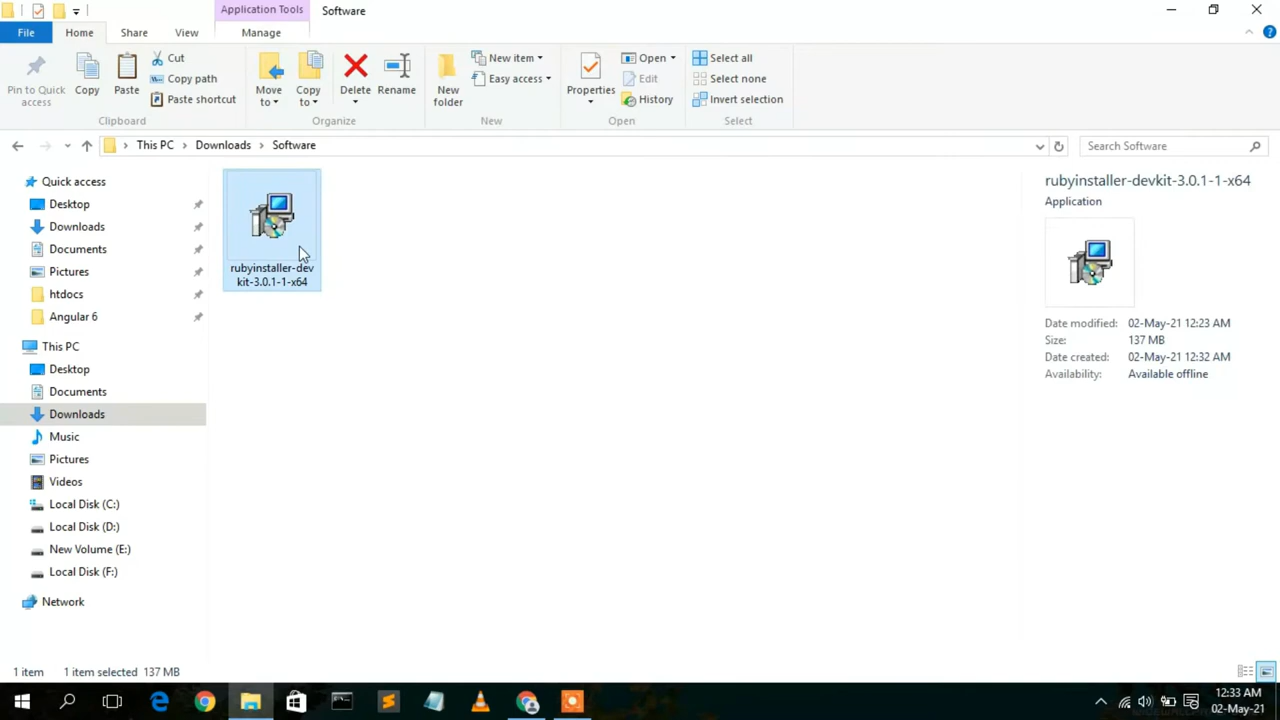 Application Tools
Software
File
Home
Share
View
Manage
Pin to Quick
access
Copy
Paste
Cut
Copy path
Paste shortcut
Clipboard
Move
to
Copy
to
Delete
Rename
Organize
New
folder
New item
Easy access
New
Properties
Open
Edit
History
Open
Select all
Select none
Invert selection
Select
This PC
Downloads
Software
Search Software
Quick access
Desktop
Downloads
Documents
Pictures
htdocs
Angular 6
This PC
Desktop
Documents
Downloads
Music
Pictures
Videos
Local Disk (C:)
Local Disk (D:)
New Volume (E:)
Local Disk (F:)
Network
rubyinstaller-dev
kit-3.0.1-1-x64
rubyinstaller-devkit-3.0.1-1-x64
Application
Date modified: 02-May-21 12:23 AM
Size: 137 MB
Date created: 02-May-21 12:32 AM
Availability: Available offline
1 item 1 item selected 137 MB
12:33 AM
02-May-21